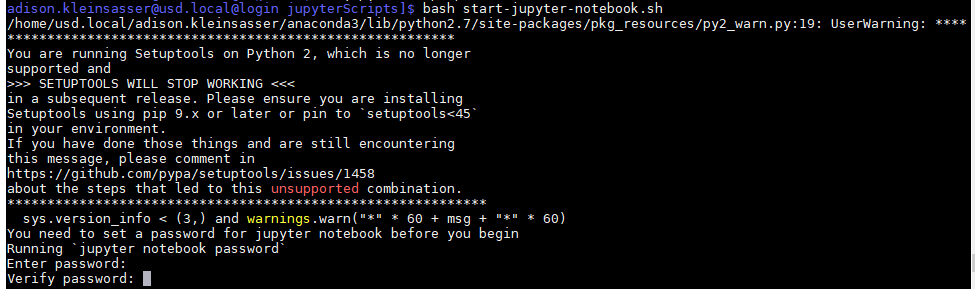 adison.kleinsasser@usd.local@login jupyterScripts]$ bash start-jupyter-notebook.sh
/home/usd.local/adison.kleinsasser/anaconda3/lib/python2.7/site-packages/pkg_resources/py2_warn.py:19: UserWarning: ****
********************************************************
You are running Setuptools on Python 2, which is no longer
supported and
>>> SETUPTOOLS WILL STOP WORKING <<<
in a subsequent release. Please ensure you are installing
Setuptools using pip 9.x or later or pin to `setuptools<45`
in your environment.
If you have done those things and are still encountering
this message, please comment in
https://github.com/pypa/setuptools/issues/1458
about the steps that led to this unsupported combination.
************************************************************
  sys.version_info < (3,) and warnings.warn("*" * 60 + msg + "*" * 60)
You need to set a password for jupyter notebook before you begin
Running `jupyter notebook password`
Enter password:
Verify password: